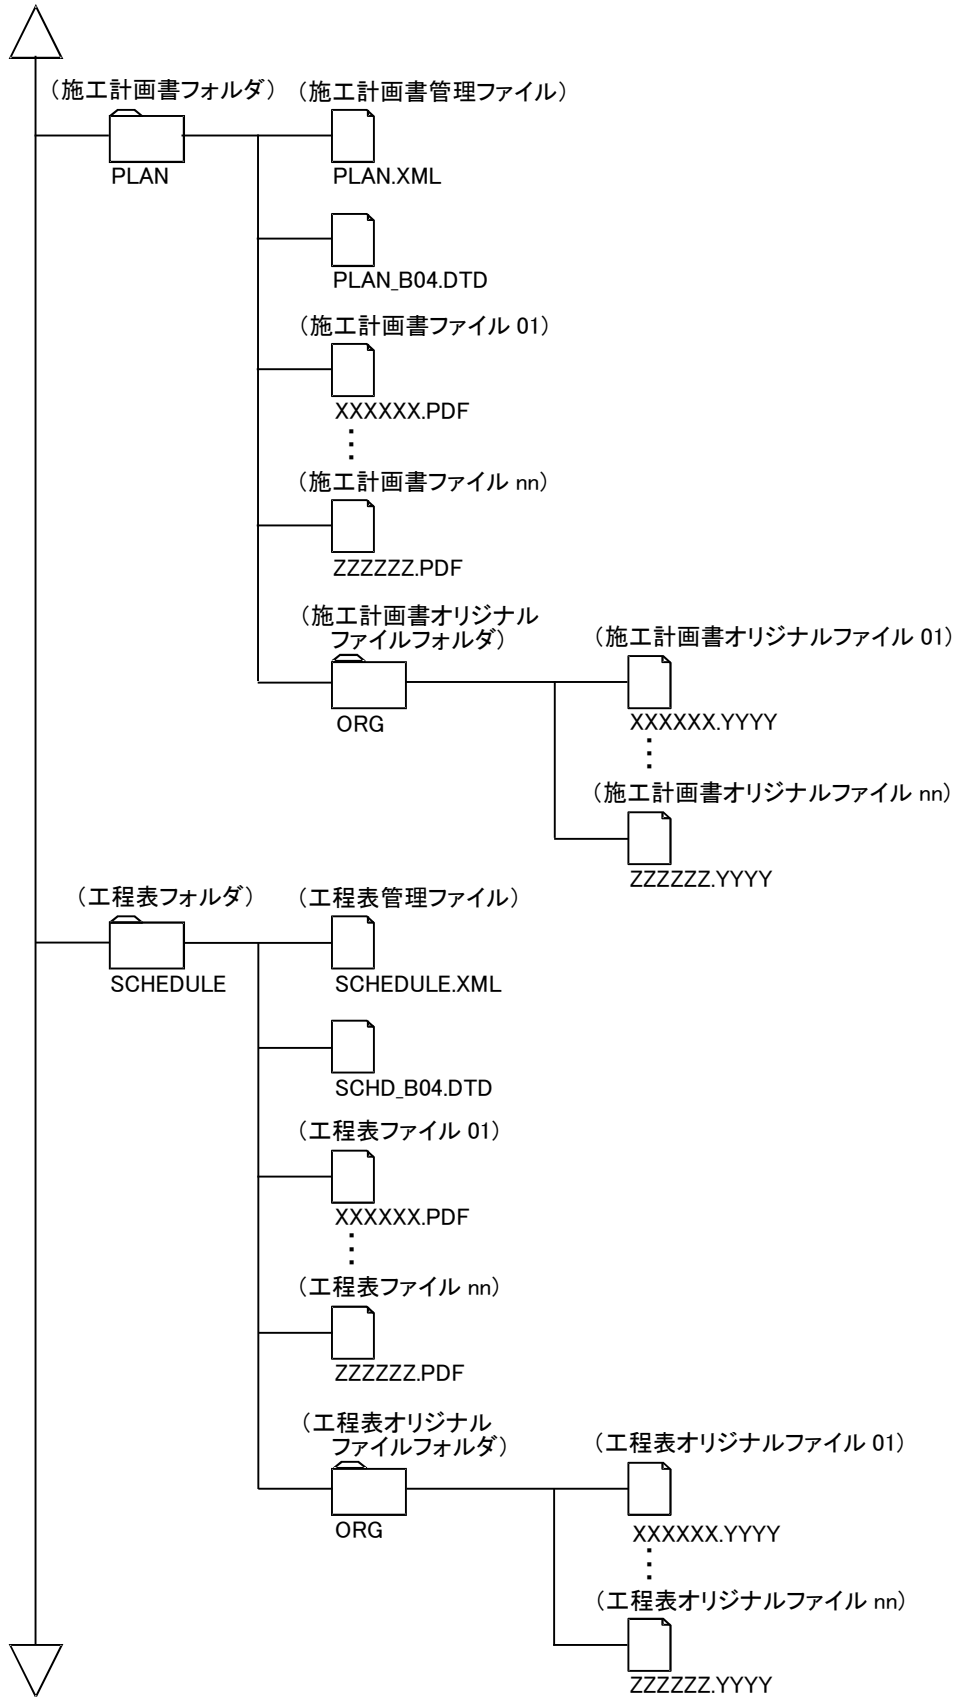 （施工計画書フォルダ）
（施工計画書管理ファイル）
PLAN
PLAN.XML
PLAN_B04.DTD
（施工計画書ファイル 01）
XXXXXX.PDF
（施工計画書ファイル nn）
ZZZZZZ.PDF
（施工計画書オリジナル
ファイルフォルダ）
ORG
（施工計画書オリジナルファイル 01）
XXXXXX.YYYY
（施工計画書オリジナルファイル nn）
ZZZZZZ.YYYY
（工程表フォルダ）
（工程表管理ファイル）
SCHEDULE
SCHEDULE.XML
SCHD_B04.DTD
（工程表ファイル 01）
XXXXXX.PDF
（工程表ファイル nn）
ZZZZZZ.PDF
（工程表オリジナル
ファイルフォルダ）
ORG
（工程表オリジナルファイル 01）
XXXXXX.YYYY
（工程表オリジナルファイル nn）
ZZZZZZ.YYYY